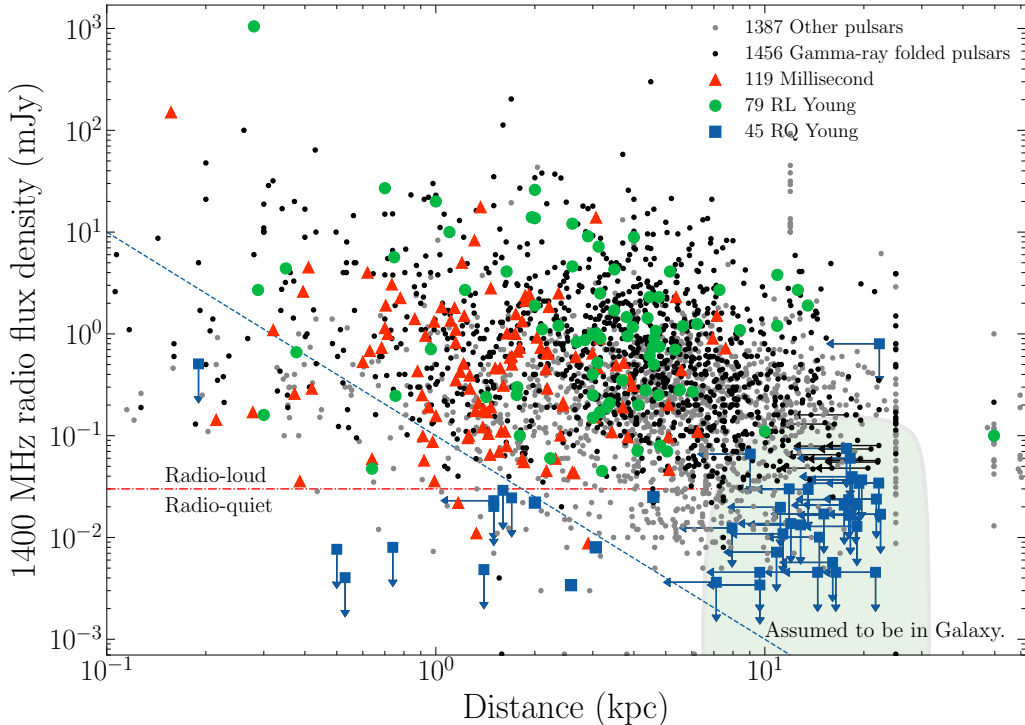 1387 Other pulsars
1456 Gamma-ray folded pulsars
119 Millisecond
79 RL Young
45 RQ Young
1400 MHz radio flux density (mJy)
10³
10²
10¹
10⁰
10⁻¹
10⁻²
10⁻³
Radio-loud
Radio-quiet
Assumed to be in Galaxy.
10⁻¹ 10⁰ 10¹
Distance (kpc)